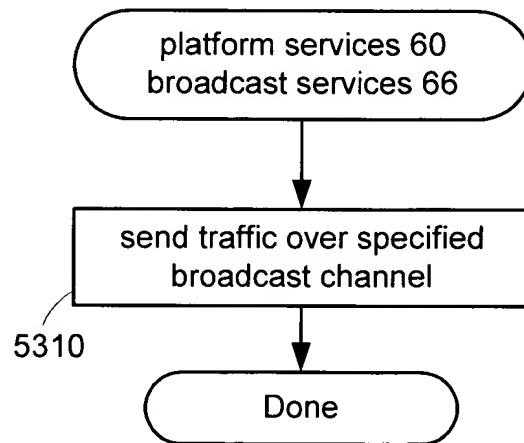 platform services 60
broadcast services 66
send traffic over specified
broadcast channel
5310
Done